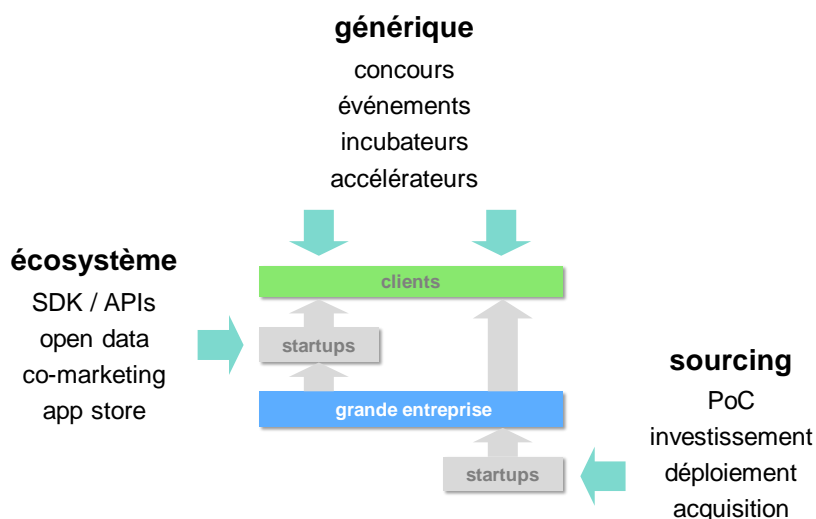 générique
concours
événements
incubateurs
accélérateurs
écosystème
SDK / APIs
open data
co-marketing
app store
clients
startups
grande entreprise
startups
sourcing
PoC
investissement
déploiement
acquisition